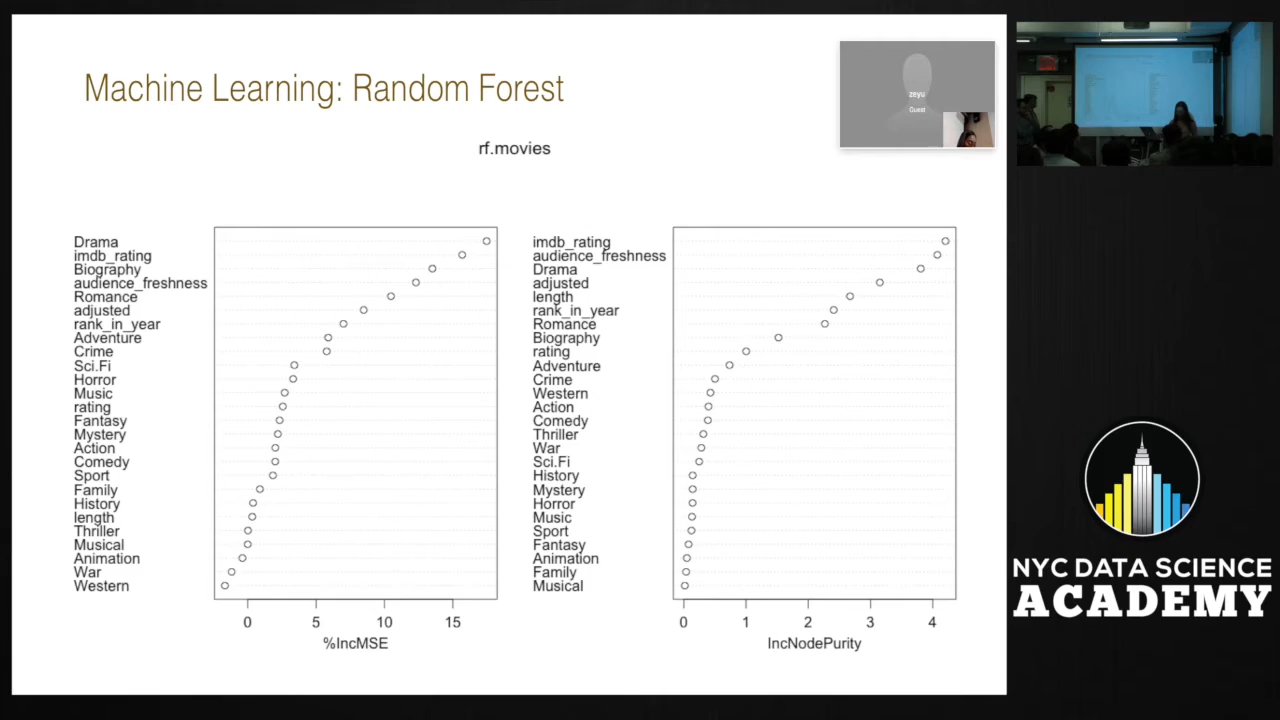 Machine Learning: Random Forest
zeyu
Guest
rf.movies
Drama
imdb_rating
Biography
audience_freshness
Romance
adjusted
rank_in_year
Adventure
Crime
Sci.Fi
Horror
Music
rating
Fantasy
Mystery
Action
Comedy
Sport
Family
History
length
Thriller
Musical
Animation
War
Western
0 5 10 15
%IncMSE
imdb_rating
audience_freshness
Drama
adjusted
length
rank_in_year
Romance
Biography
rating
Adventure
Crime
Western
Action
Comedy
Thriller
War
Sci.Fi
History
Mystery
Horror
Music
Sport
Fantasy
Animation
Family
Musical
0 1 2 3 4
IncNodePurity
NYC DATA SCIENCE
ACADEMY